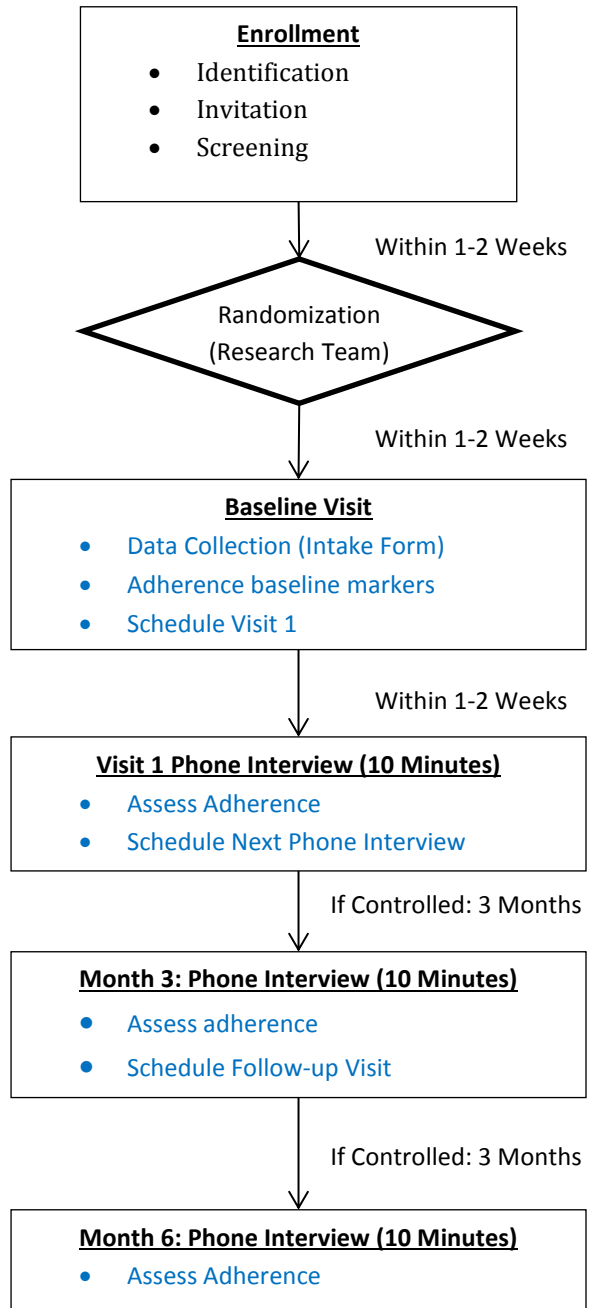 Enrollment
• Identification
• Invitation
• Screening
Within 1-2 Weeks
Randomization
(Research Team)
Within 1-2 Weeks
Baseline Visit
• Data Collection (Intake Form)
• Adherence baseline markers
• Schedule Visit 1
Within 1-2 Weeks
Visit 1 Phone Interview (10 Minutes)
• Assess Adherence
• Schedule Next Phone Interview
If Controlled: 3 Months
Month 3: Phone Interview (10 Minutes)
• Assess adherence
• Schedule Follow-up Visit
If Controlled: 3 Months
Month 6: Phone Interview (10 Minutes)
• Assess Adherence